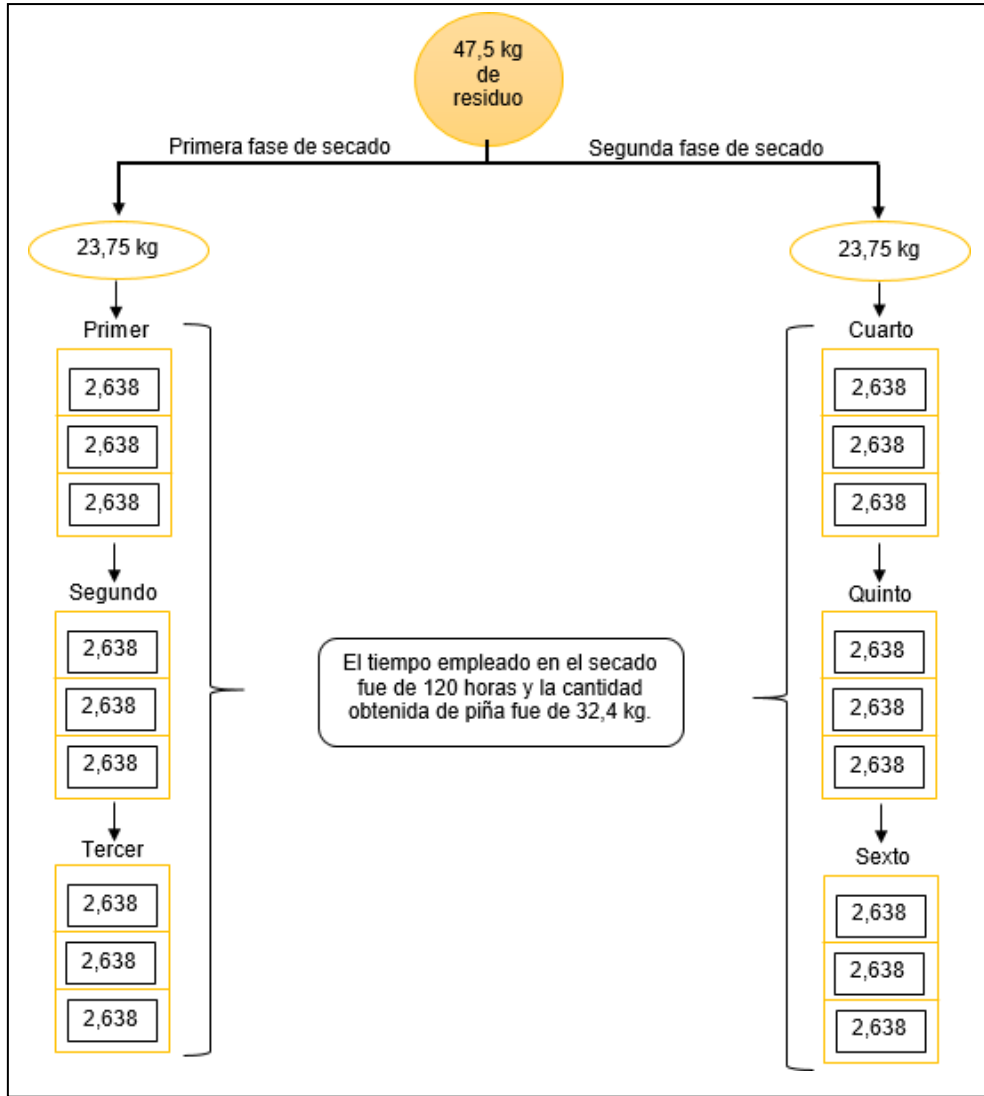 47,5 kg
de
residuo
Primera fase de secado
Segunda fase de secado
23,75 kg
23,75 kg
Primer
2,638
2,638
2,638
Segundo
2,638
2,638
2,638
Tercer
2,638
2,638
2,638
El tiempo empleado en el secado
fue de 120 horas y la cantidad
obtenida de piña fue de 32,4 kg.
Cuarto
2,638
2,638
2,638
Quinto
2,638
2,638
2,638
Sexto
2,638
2,638
2,638